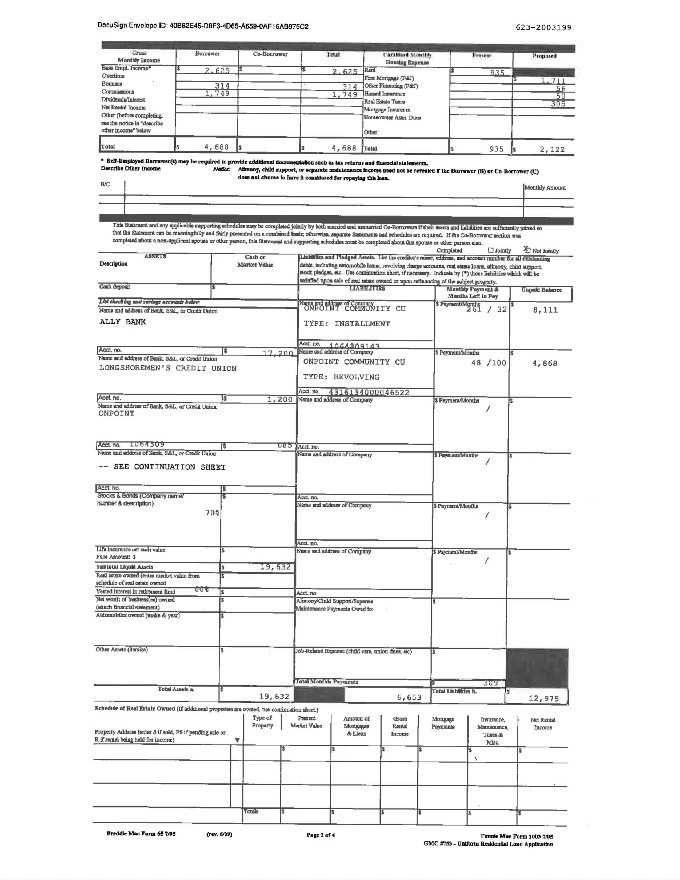 DocuSign Envelope ID: 40B62E45-D8F3-4D65-A659-0AF16AB975C2
623-2003199
Gross Monthly Income
Borrower
Co-Borrower
Total
Combined Monthly Housing Expense
Present
Proposed
Base Empl. Income* $ 2,625 $ $ 2,625 Rent $ 935
Overtime First Mortgage (P&I) $ 1,711
Bonuses 314 314 Other Financing (P&I) 56
Commissions 1,749 1,749 Hazard Insurance 50
Dividends/Interest Real Estate Taxes 305
Net Rental Income Mortgage Insurance
Other (before completing, Homeowner Assn. Dues
see the notice in "describe
other income" below Other:
Total $ 4,688 $ $ 4,688 Total $ 935 $ 2,122
* Self-Employed Borrower(s) may be required to provide additional documentation such as tax returns and financial statements.
Describe Other Income Notice: Alimony, child support, or separate maintenance income need not be revealed if the Borrower (B) or Co-Borrower (C)
does not choose to have it considered for repaying this loan.
B/C
Monthly Amount
This Statement and any applicable supporting schedules may be completed jointly by both married and unmarried Co-Borrowers if their assets and liabilities are sufficiently joined so
that the Statement can be meaningfully and fairly presented on a combined basis; otherwise, separate Statements and schedules are required. If the Co-Borrower section was
completed about a non-applicant spouse or other person, this Statement and supporting schedules must be completed about that spouse or other person also.
Completed Jointly Not Jointly
ASSETS
Description
Cash or Market Value
Liabilities and Pledged Assets. List the creditor's name, address, and account number for all outstanding
debts, including automobile loans, revolving charge accounts, real estate loans, alimony, child support,
stock pledges, etc. Use continuation sheet, if necessary. Indicate by (*) those liabilities which will be
satisfied upon sale of real estate owned or upon refinancing of the subject property.
Cash deposit $
LIABILITIES
Monthly Payment & Months Left to Pay
Unpaid Balance
List checking and savings accounts below
Name and address of Bank, S&L, or Credit Union
ALLY BANK
Name and address of Company
ONPOINT COMMUNITY CU
TYPE: INSTALLMENT
$ Payment/Months
261 / 32
$
8,111
Acct. no. 1064309143
Acct. no. $ 17,200
Name and address of Bank, S&L, or Credit Union
LONGSHOREMEN'S CREDIT UNION
Name and address of Company
ONPOINT COMMUNITY CU
TYPE: REVOLVING
$ Payment/Months
48 /100
$
4,868
Acct. no. 4316134000046522
Acct. no. $ 1,200
Name and address of Bank, S&L, or Credit Union
ONPOINT
Name and address of Company
$ Payment/Months
/
$
Acct. no. 1064309 $ 685
Acct. no.
Name and address of Bank, S&L, or Credit Union
-- SEE CONTINUATION SHEET
Name and address of Company
$ Payment/Months
/
$
Acct. no. $
Stocks & Bonds (Company name/
number & description) $
70%
Acct. no.
Name and address of Company
$ Payment/Months
/
$
Acct. no.
Life insurance net cash value $
Face Amount: $
Name and address of Company
$ Payment/Months
/
$
Subtotal Liquid Assets $ 19,632
Real estate owned (enter market value from $
schedule of real estate owned)
Vested interest in retirement fund 60% $
Acct. no.
Net worth of business(es) owned $
(attach financial statement)
Alimony/Child Support/Separate
Maintenance Payments Owed to: $
Automobiles owned (make & year) $
Other Assets (itemize) $
Job-Related Expense (child care, union dues, etc) $
Total Monthly Payments $ 309
Total Assets a. $ 19,632
6,653
Total Liabilities b. $ 12,979
Schedule of Real Estate Owned (If additional properties are owned, use continuation sheet.)
Property Address (enter S if sold, PS if pending sale or
R if rental being held for income)
Type of Property
Present Market Value
Amount of Mortgages & Liens
Gross Rental Income
Mortgage Payments
Insurance, Maintenance, Taxes & Misc.
Net Rental Income
$ $ $ $ $ $
Totals $ $ $ $ $ $
Freddie Mac Form 65 7/05 (rev. 6/09)
Page 3 of 4
Fannie Mae Form 1003 7/05